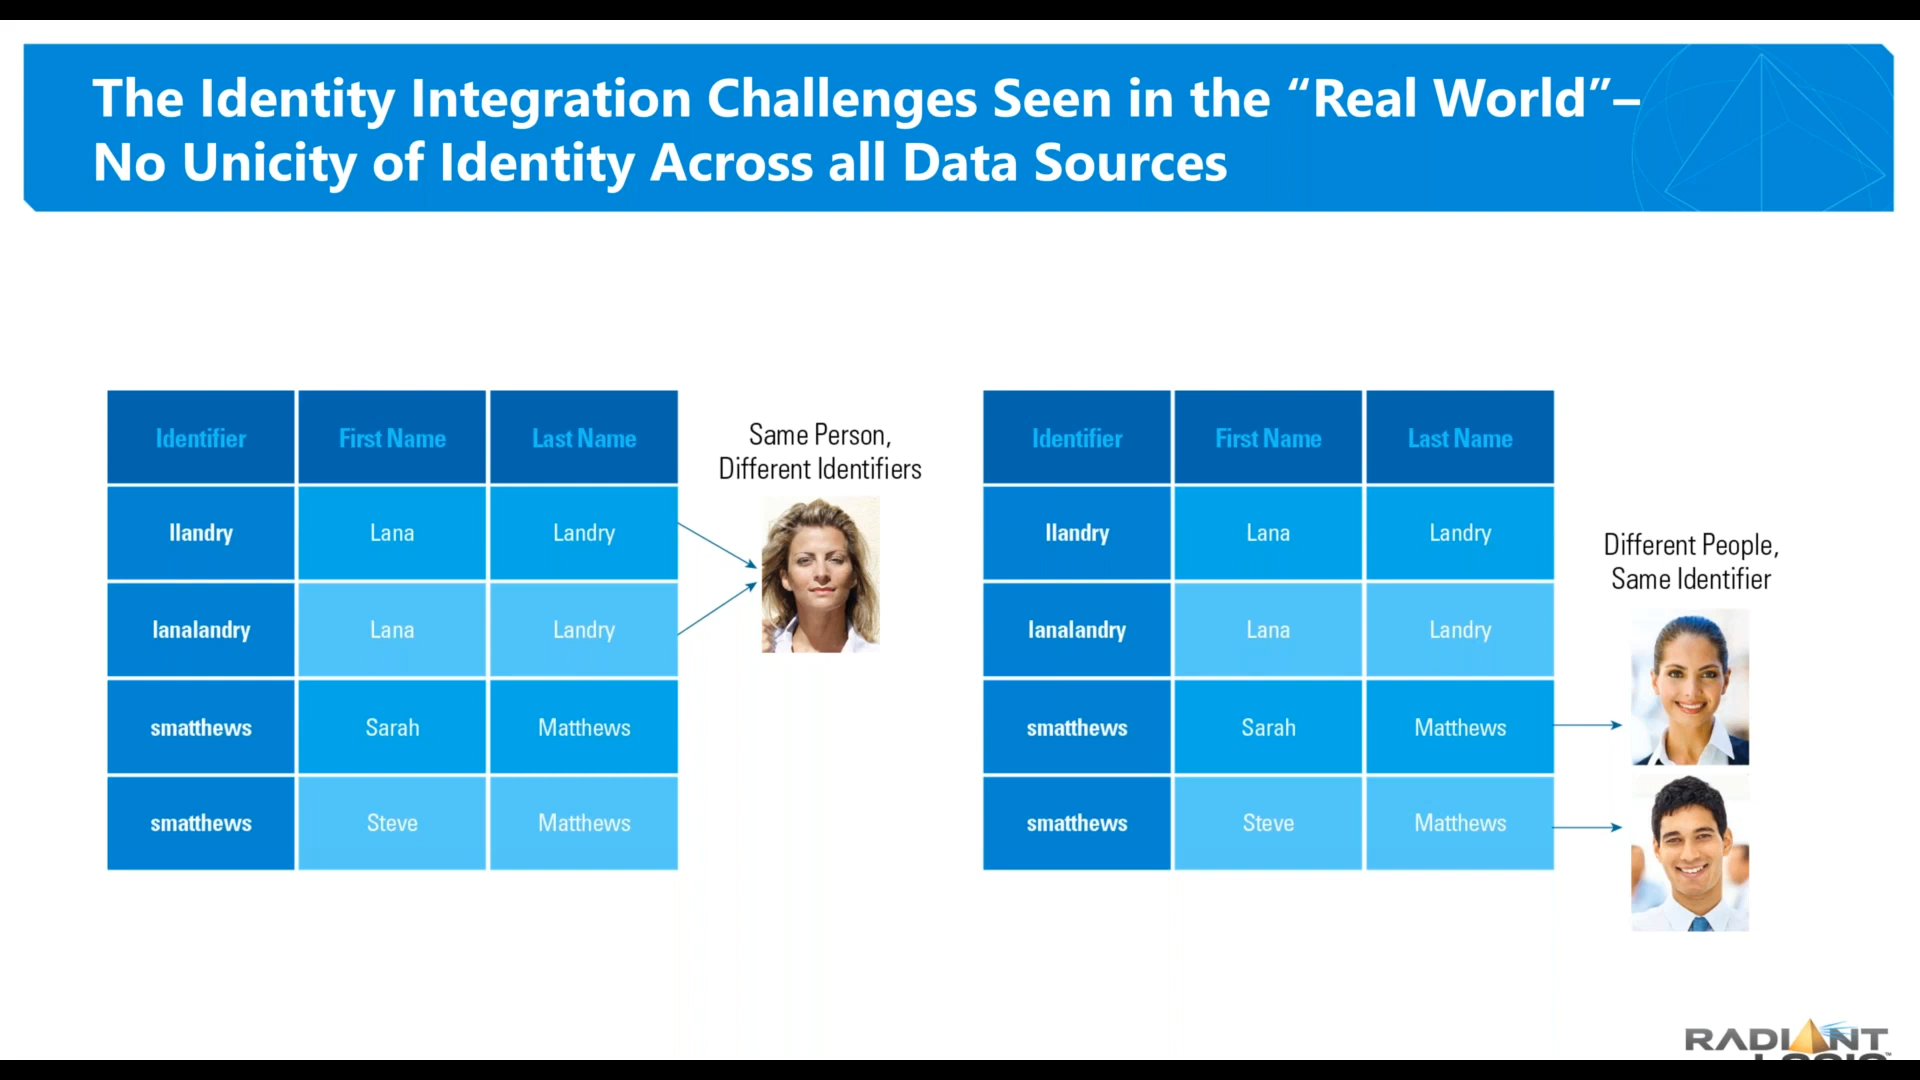 The Identity Integration Challenges Seen in the “Real World”–
No Unicity of Identity Across all Data Sources
Identifier First Name Last Name
llandry Lana Landry
lanalandry Lana Landry
smatthews Sarah Matthews
smatthews Steve Matthews
Same Person,
Different Identifiers
Identifier First Name Last Name
llandry Lana Landry
lanalandry Lana Landry
smatthews Sarah Matthews
smatthews Steve Matthews
Different People,
Same Identifier
RADIANT
LOGIC